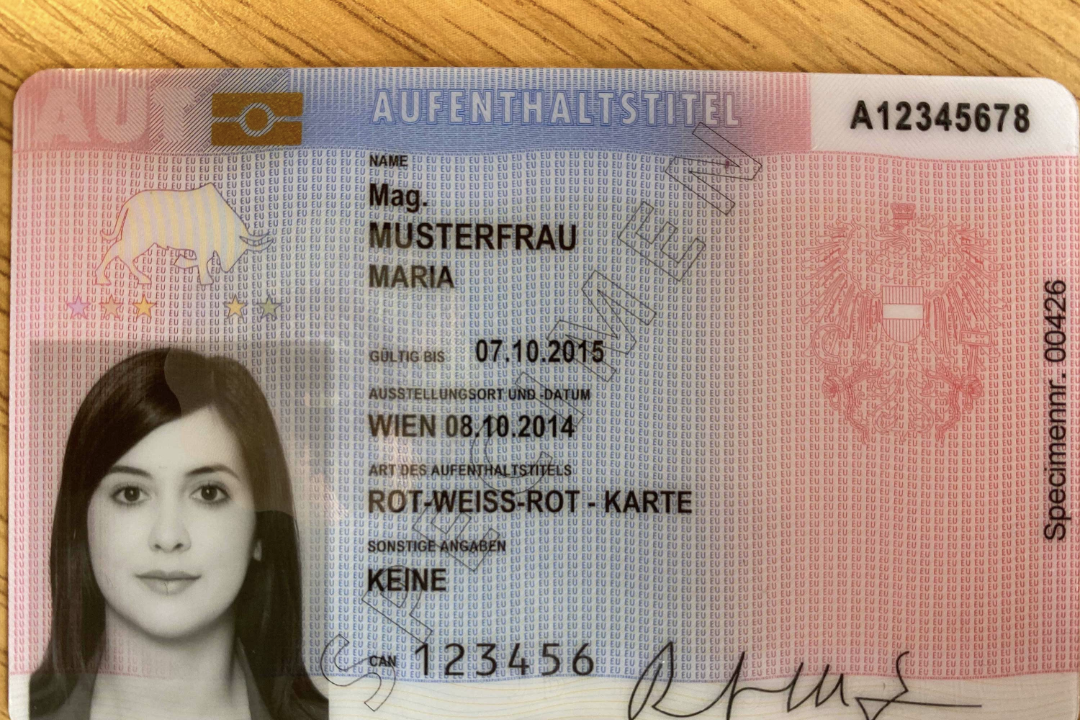 AUT
AUFENTHALTSTITEL
A12345678
NAME
Mag.
MUSTERFRAU
MARIA
GÜLTIG BIS 07.10.2015
AUSSTELLUNGSORT UND -DATUM
WIEN 08.10.2014
ART DES AUFENTHALTSTITELS
ROT-WEISS-ROT - KARTE
SONSTIGE ANGABEN
KEINE
CAN 123456
SPECIMEN
Specimennr. 00426